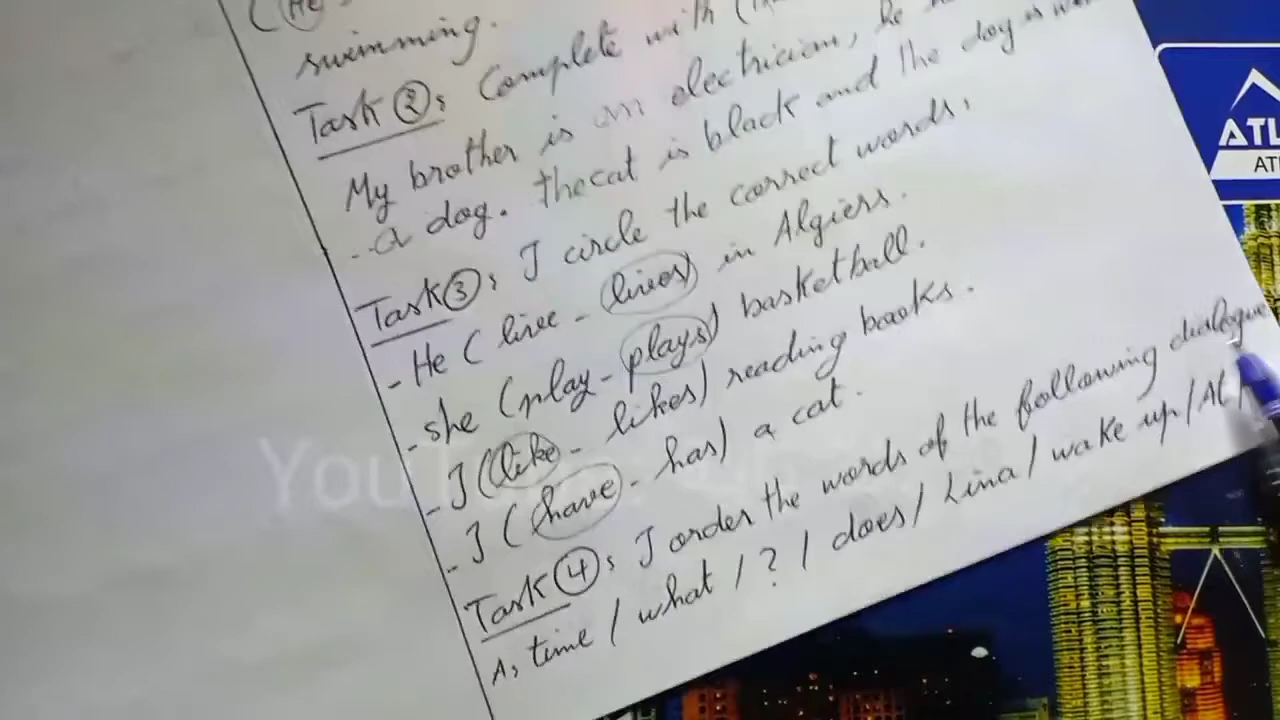 (He
swimming.
Task ②: Complete with
My brother is an electrician, he
a dog. the cat is black and the dog is
Task ③: I circle the correct words.
- He (live - lives) in Algiers.
- she (play - plays) basketball.
- I (like - likes) reading books.
- I (have - has) a cat.
Task ④: I order the words of the following dialogue
A, time / what / ? / does / Lina / wake up /
ATL
YouTube